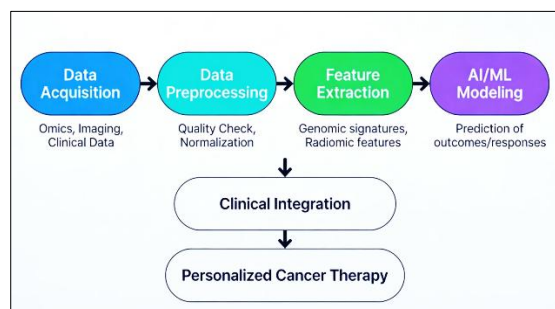 Data
Acquisition
Data
Preprocessing
Feature
Extraction
AI/ML
Modeling
Omics, Imaging,
Clinical Data
Quality Check,
Normalization
Genomic signatures,
Radiomic features
Prediction of
outcomes/responses
Clinical Integration
Personalized Cancer Therapy